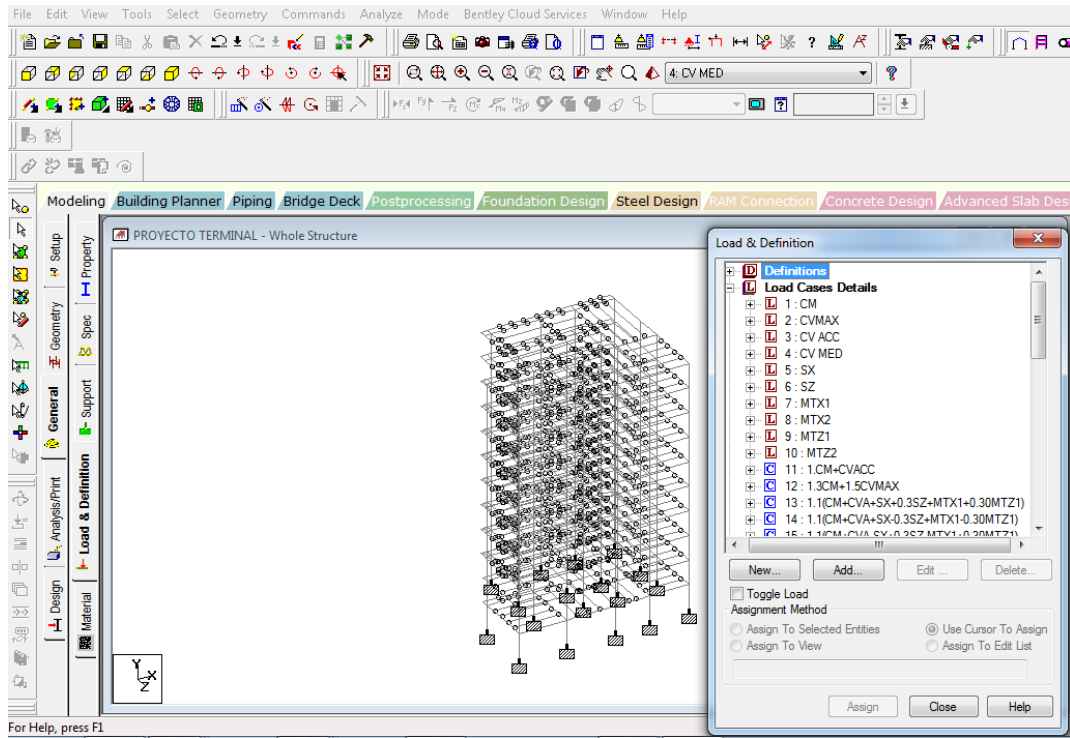 File Edit View Tools Select Geometry Commands Analyze Mode Bentley Cloud Services Window Help
4: CV MED
Modeling Building Planner Piping Bridge Deck Postprocessing Foundation Design Steel Design RAM Connection Concrete Design Advanced Slab Des
Setup
Geometry
General
Analysis/Print
Design
Property
Spec
Support
Load & Definition
Material
PROYECTO TERMINAL - Whole Structure
Y
X
Z
Load & Definition
Definitions
Load Cases Details
1 : CM
2 : CVMAX
3 : CV ACC
4 : CV MED
5 : SX
6 : SZ
7 : MTX1
8 : MTX2
9 : MTZ1
10 : MTZ2
11 : 1.CM+CVACC
12 : 1.3CM+1.5CVMAX
13 : 1.1(CM+CVA+SX+0.3SZ+MTX1+0.30MTZ1)
14 : 1.1(CM+CVA+SX-0.3SZ+MTX1-0.30MTZ1)
New... Add... Edit ... Delete...
Toggle Load
Assignment Method
Assign To Selected Entities Use Cursor To Assign
Assign To View Assign To Edit List
Assign Close Help
For Help, press F1